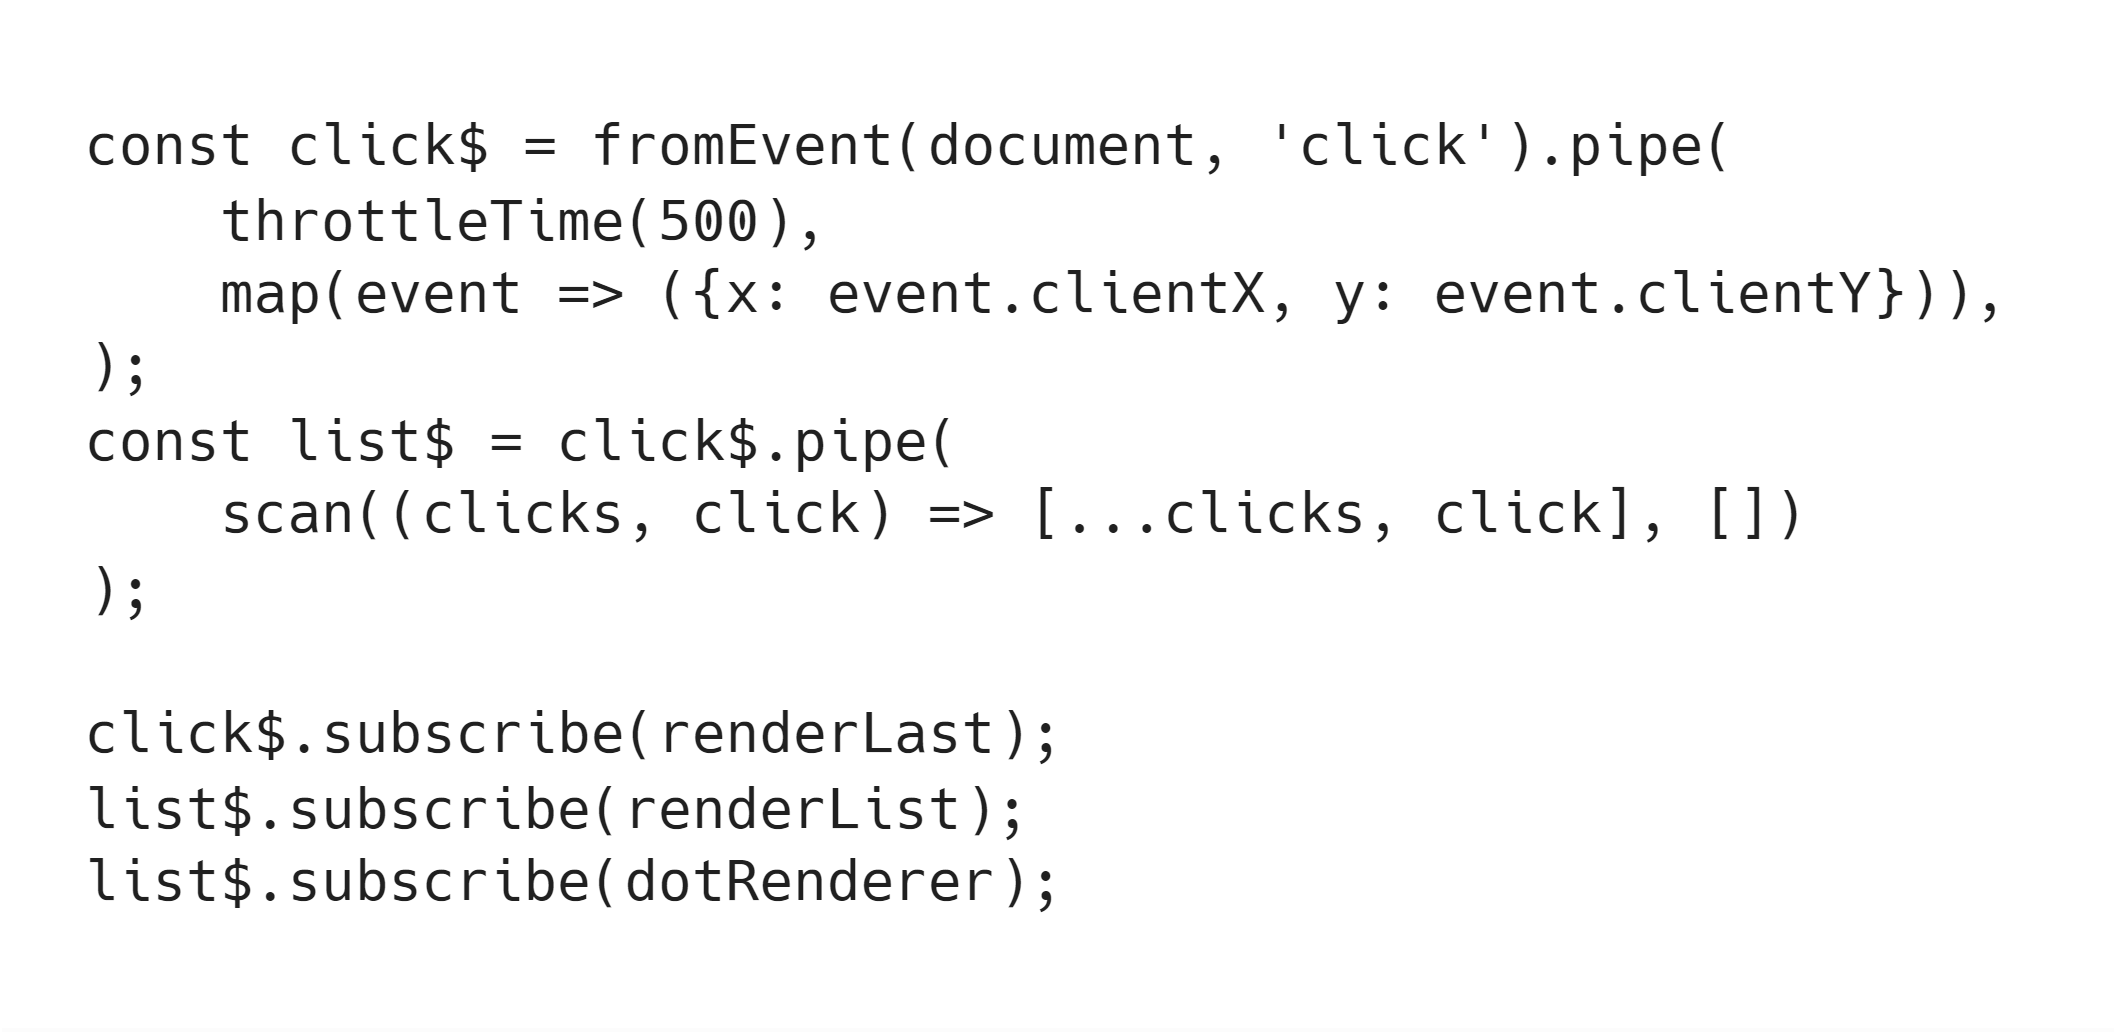 const click$ = fromEvent(document, 'click').pipe(
    throttleTime(500),
    map(event => ({x: event.clientX, y: event.clientY})),
);
const list$ = click$.pipe(
    scan((clicks, click) => [...clicks, click], [])
);

click$.subscribe(renderLast);
list$.subscribe(renderList);
list$.subscribe(dotRenderer);